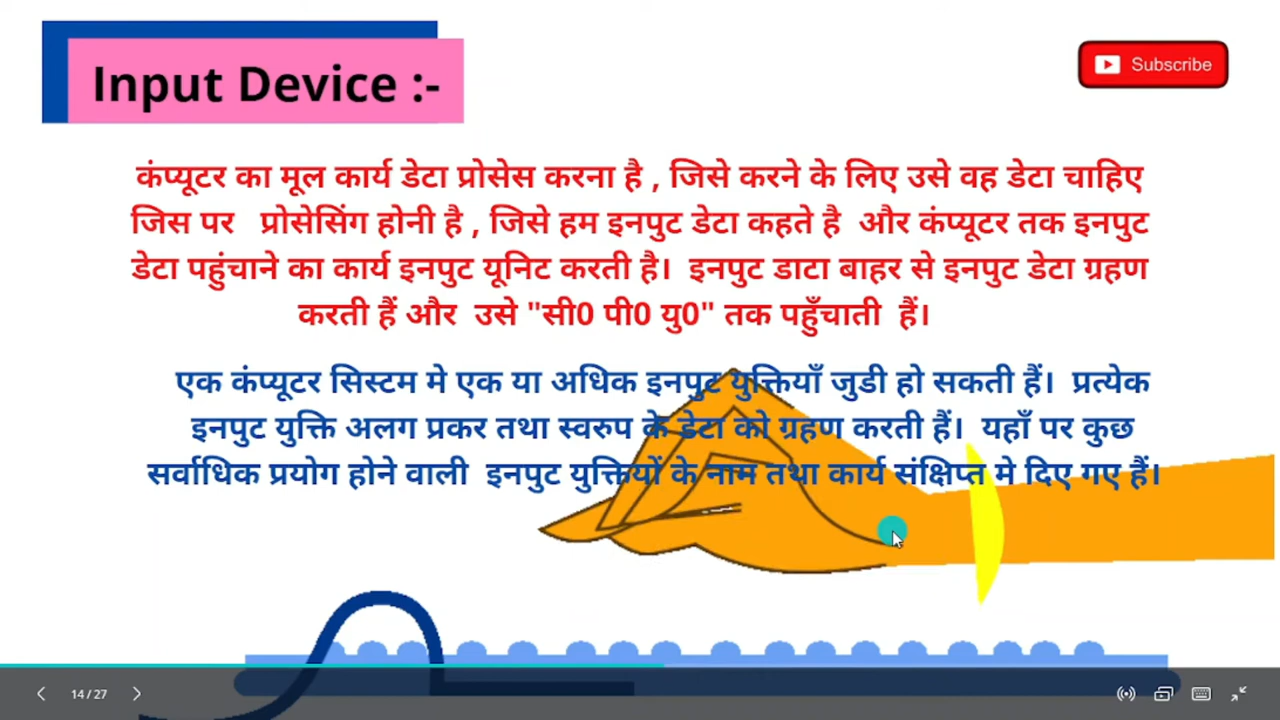 Input Device :-
Subscribe
कंप्यूटर का मूल कार्य डेटा प्रोसेस करना है , जिसे करने के लिए उसे वह डेटा चाहिए
जिस पर प्रोसेसिंग होनी है , जिसे हम इनपुट डेटा कहते है और कंप्यूटर तक इनपुट
डेटा पहुंचाने का कार्य इनपुट यूनिट करती है। इनपुट डाटा बाहर से इनपुट डेटा ग्रहण
करती हैं और उसे "सी0 पी0 यु0" तक पहुँचाती हैं।
एक कंप्यूटर सिस्टम मे एक या अधिक इनपुट युक्तियाँ जुडी हो सकती हैं। प्रत्येक
इनपुट युक्ति अलग प्रकर तथा स्वरुप के डेटा को ग्रहण करती हैं। यहाँ पर कुछ
सर्वाधिक प्रयोग होने वाली इनपुट युक्तियों के नाम तथा कार्य संक्षिप्त मे दिए गए हैं।
14 / 27